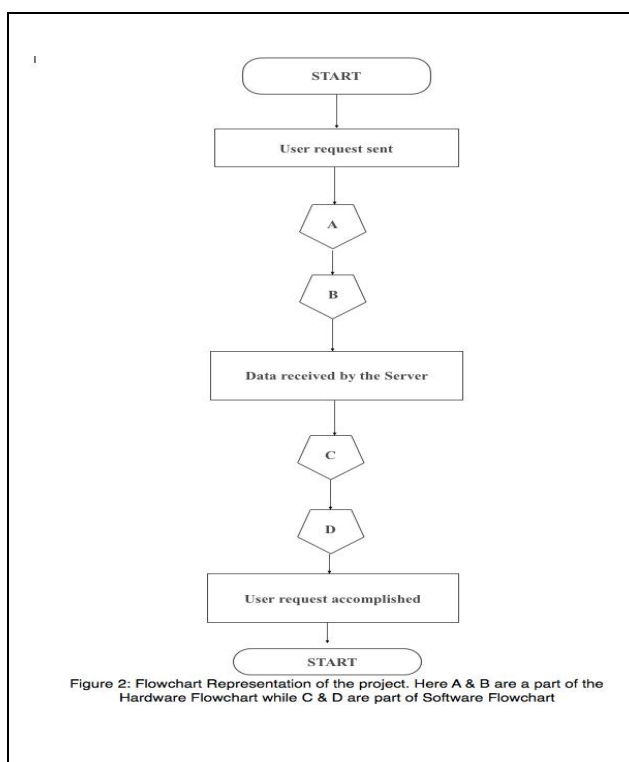 START
User request sent
A
B
Data received by the Server
C
D
User request accomplished
START
Figure 2: Flowchart Representation of the project. Here A & B are a part of the
Hardware Flowchart while C & D are part of Software Flowchart